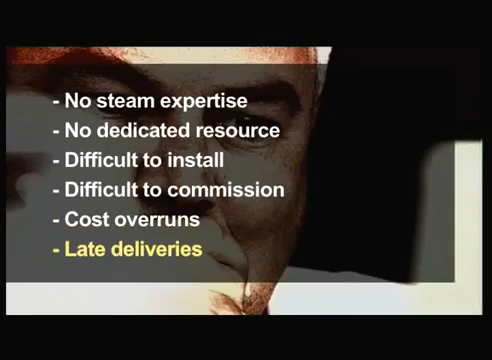 - No steam expertise
- No dedicated resource
- Difficult to install
- Difficult to commission
- Cost overruns
- Late deliveries